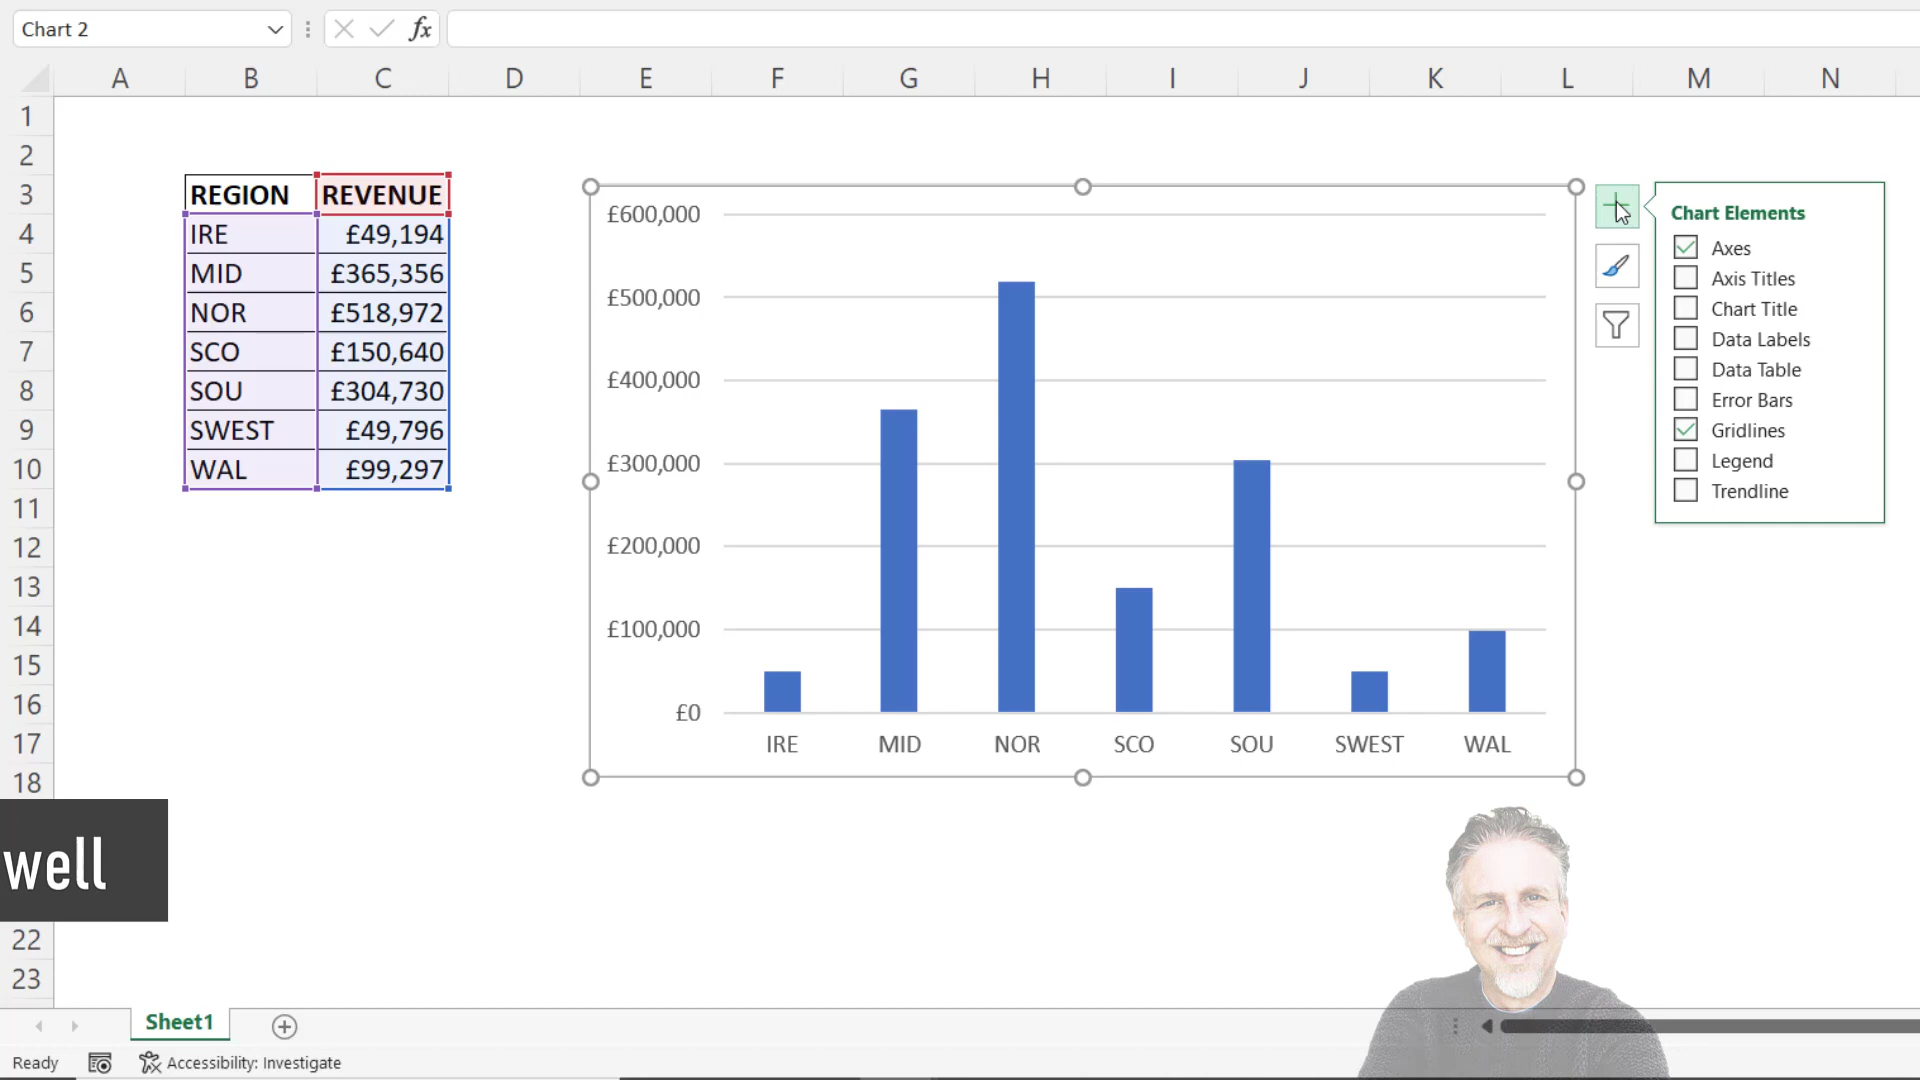 Chart 2
fx
A B C D E F G H I J K L M N
1
2
3 REGION REVENUE
4 IRE £49,194
5 MID £365,356
6 NOR £518,972
7 SCO £150,640
8 SOU £304,730
9 SWEST £49,796
10 WAL £99,297
11
12
13
14
15
16
17
18
22
23
£600,000
£500,000
£400,000
£300,000
£200,000
£100,000
£0
IRE MID NOR SCO SOU SWEST WAL
Chart Elements
Axes
Axis Titles
Chart Title
Data Labels
Data Table
Error Bars
Gridlines
Legend
Trendline
well
Sheet1
Ready Accessibility: Investigate